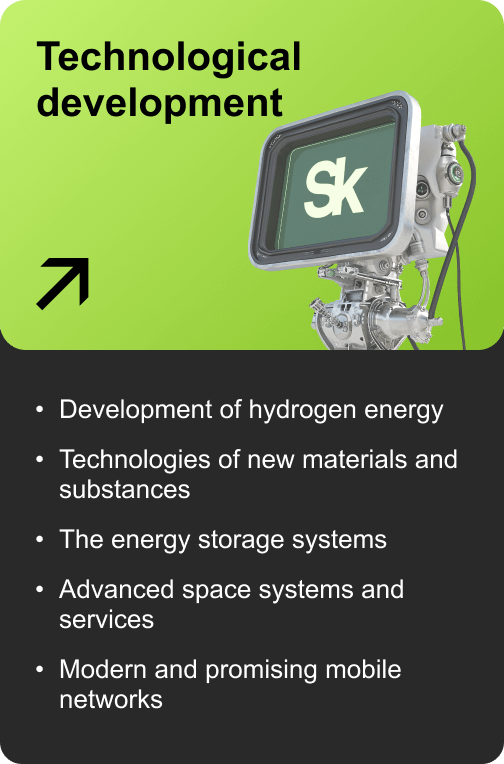 Technological
development
Sk
• Development of hydrogen energy
• Technologies of new materials and
substances
• The energy storage systems
• Advanced space systems and
services
• Modern and promising mobile
networks